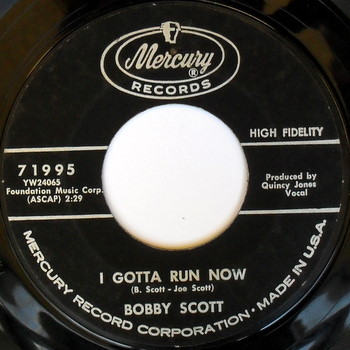 Mercury
®
RECORDS
HIGH FIDELITY
71995
YW24065
Foundation Music Corp.
(ASCAP) 2:29
Produced by
Quincy Jones
Vocal
I GOTTA RUN NOW
(B. Scott - Joe Scott)
BOBBY SCOTT
MERCURY RECORD CORPORATION · MADE IN U.S.A.